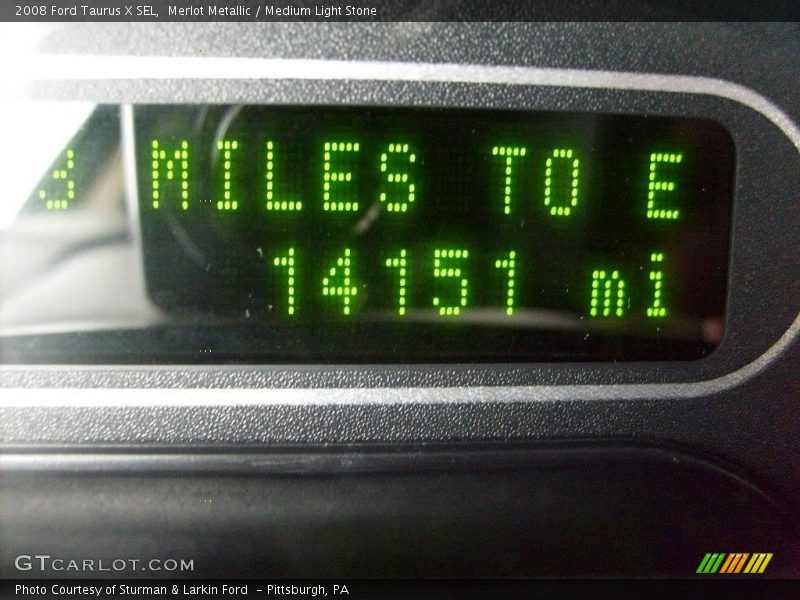 2008 Ford Taurus X SEL,  Merlot Metallic / Medium Light Stone
MILES TO E
14151 mi
GTCARLOT.COM
Photo Courtesy of Sturman & Larkin Ford  - Pittsburgh, PA